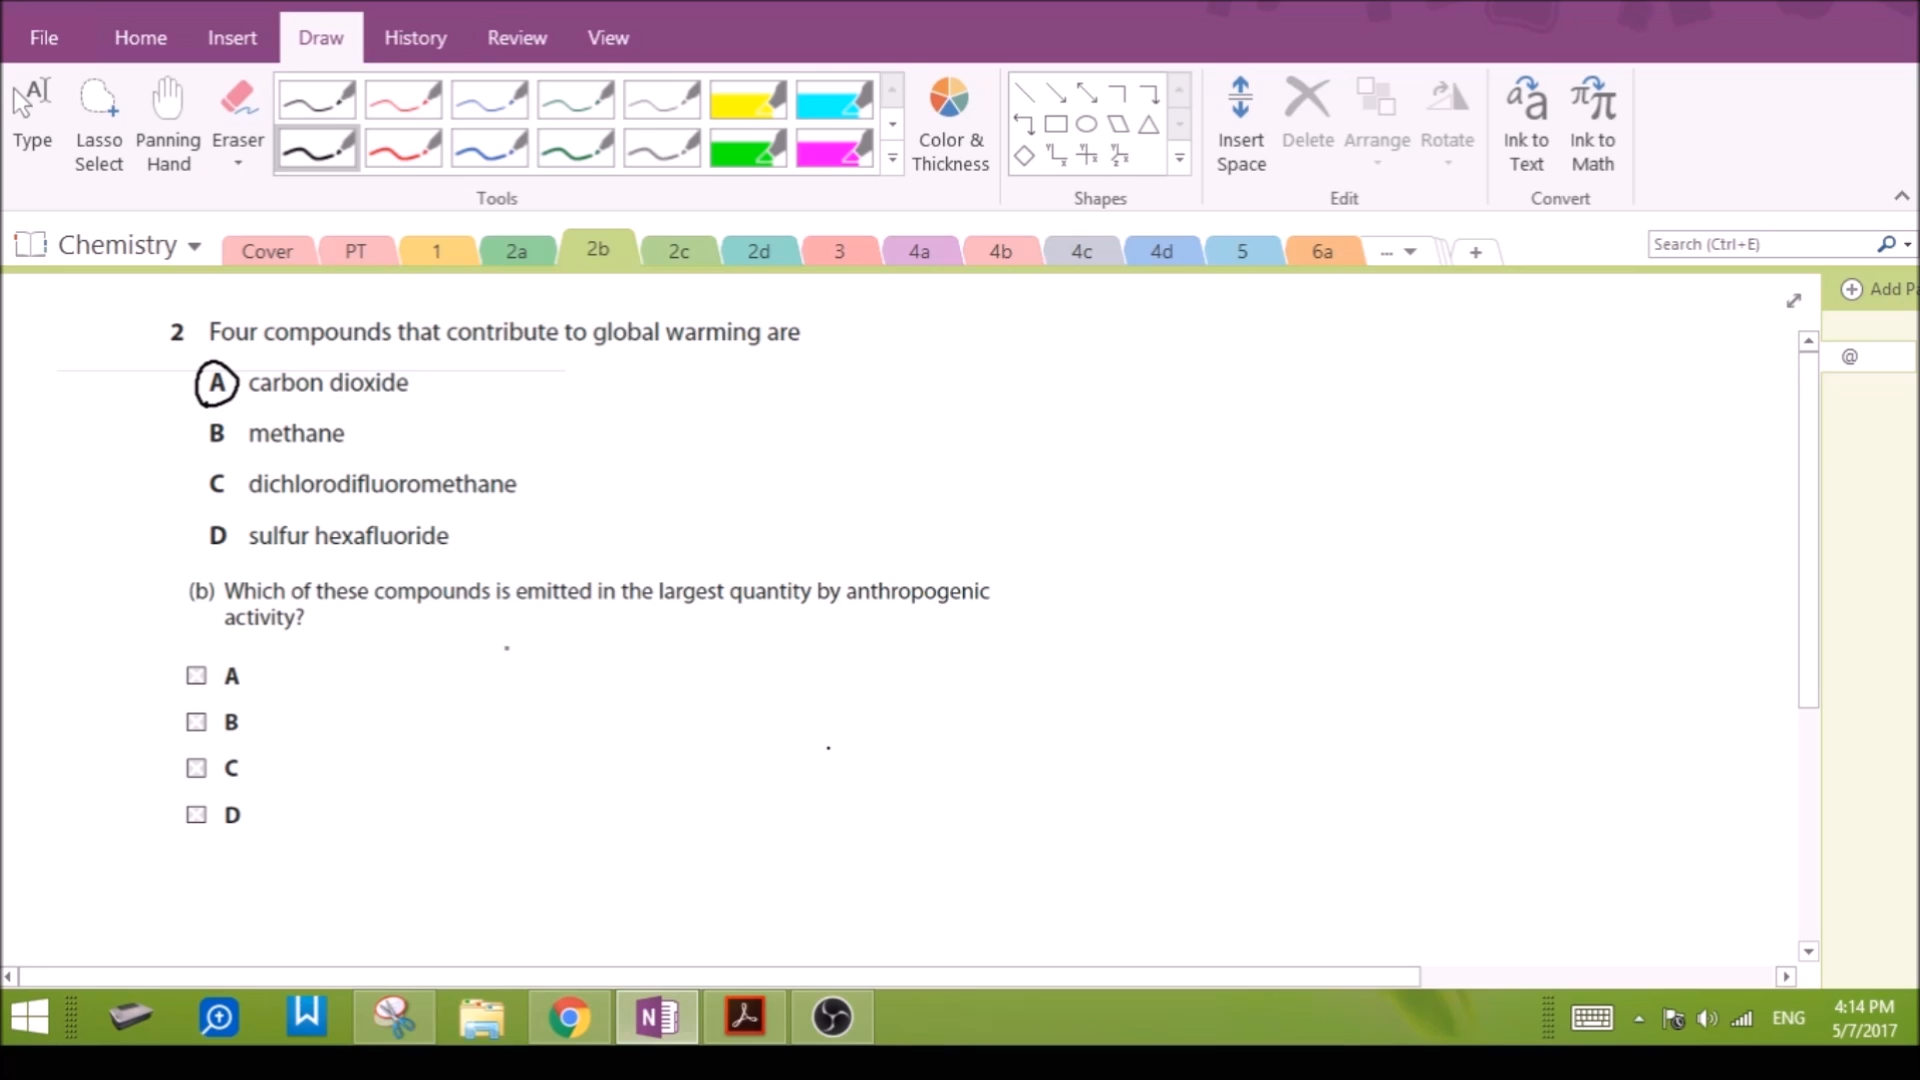 File Home Insert Draw History Review View
Type
Lasso Select
Panning Hand
Eraser
Color & Thickness
Insert Space
Delete
Arrange
Rotate
Ink to Text
Ink to Math
Tools
Shapes
Edit
Convert
Chemistry Cover PT 1 2a 2b 2c 2d 3 4a 4b 4c 4d 5 6a ... + Search (Ctrl+E)
Add Pa
@
2 Four compounds that contribute to global warming are
A carbon dioxide
B methane
C dichlorodifluoromethane
D sulfur hexafluoride
(b) Which of these compounds is emitted in the largest quantity by anthropogenic
activity?
A
B
C
D
ENG
4:14 PM
5/7/2017